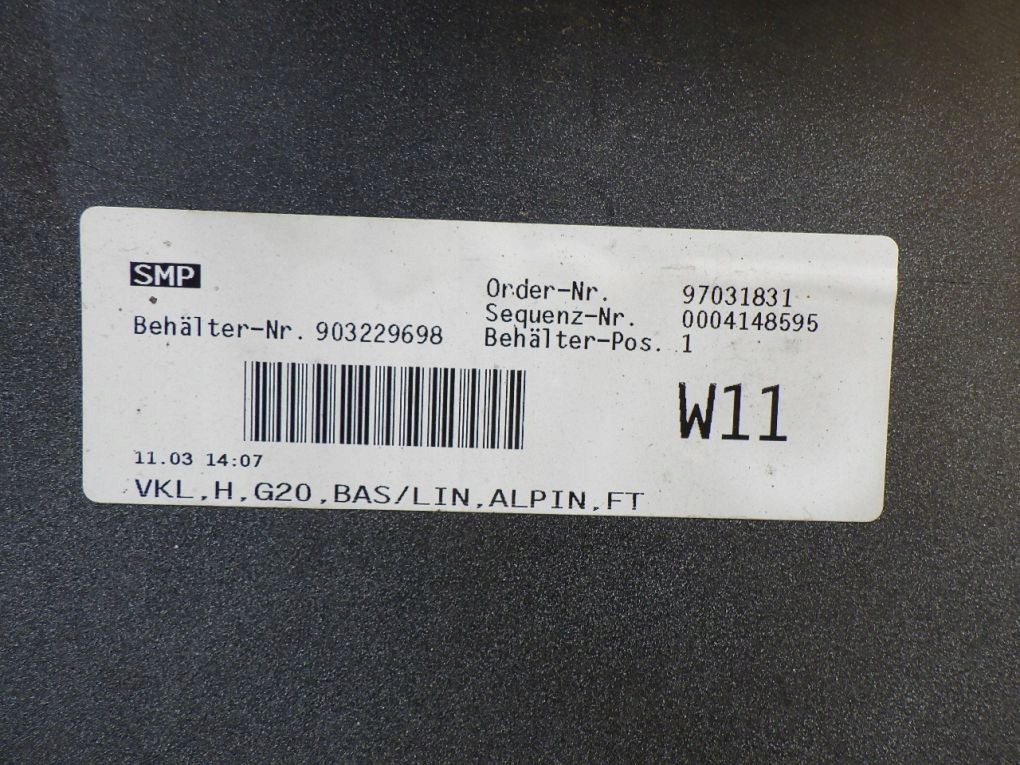 SMP
Order-Nr. 97031831
Sequenz-Nr. 0004148595
Behälter-Nr. 903229698
Behälter-Pos. 1
W11
11.03 14:07
VKL,H,G20,BAS/LIN,ALPIN,FT